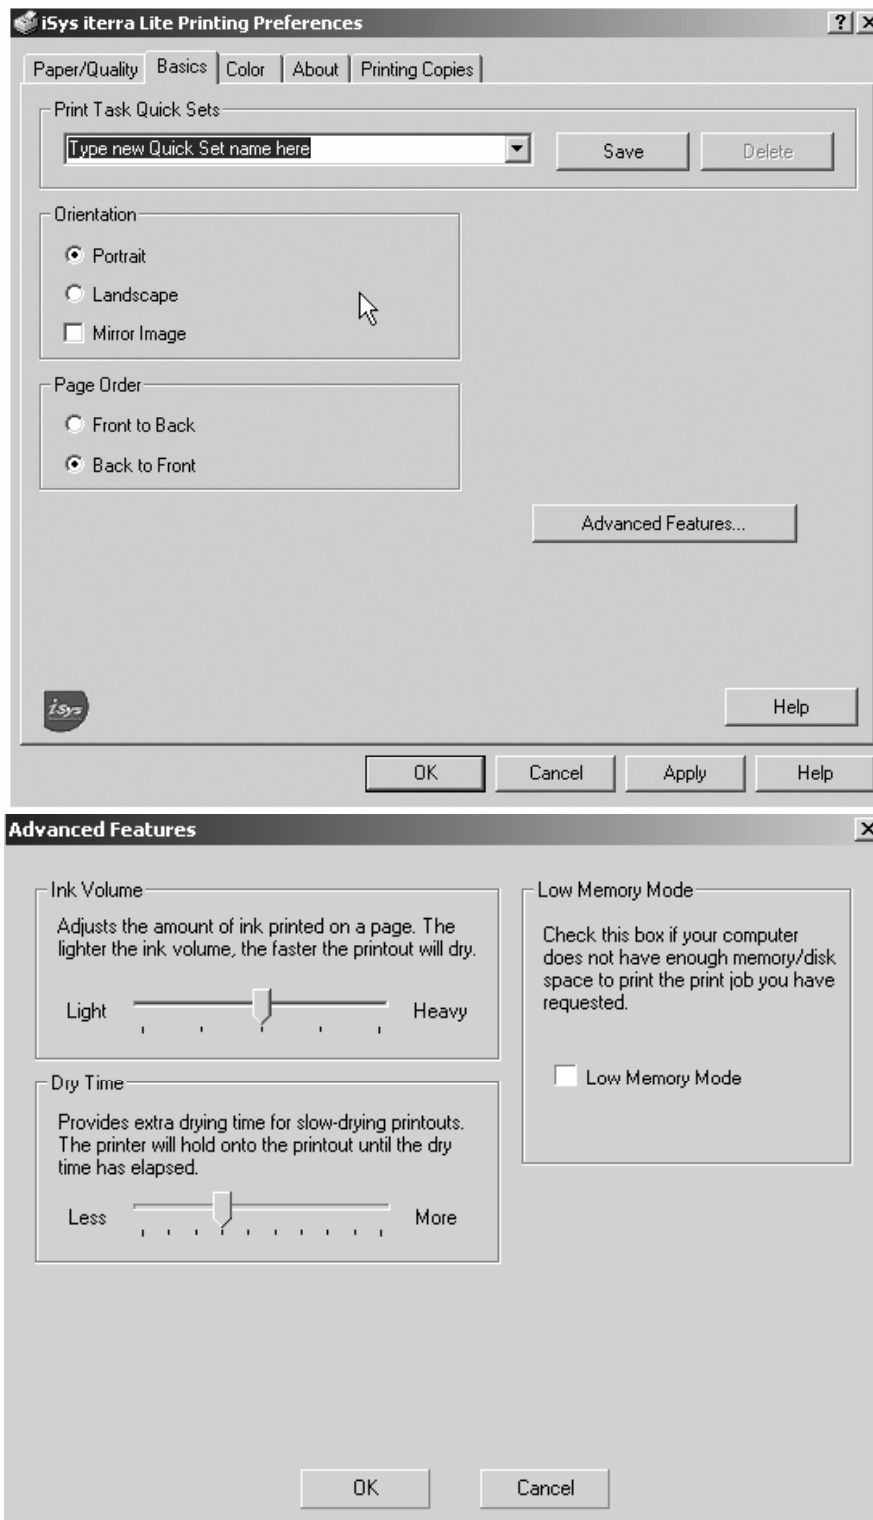 iSys iterra Lite Printing Preferences
Paper/Quality Basics Color About Printing Copies
Print Task Quick Sets
Type new Quick Set name here Save Delete
Orientation
Portrait
Landscape
Mirror Image
Page Order
Front to Back
Back to Front
Advanced Features...
iSys
Help
OK Cancel Apply Help
Advanced Features
Ink Volume
Adjusts the amount of ink printed on a page. The
lighter the ink volume, the faster the printout will dry.
Light Heavy
Dry Time
Provides extra drying time for slow-drying printouts.
The printer will hold onto the printout until the dry
time has elapsed.
Less More
Low Memory Mode
Check this box if your computer
does not have enough memory/disk
space to print the print job you have
requested.
Low Memory Mode
OK Cancel